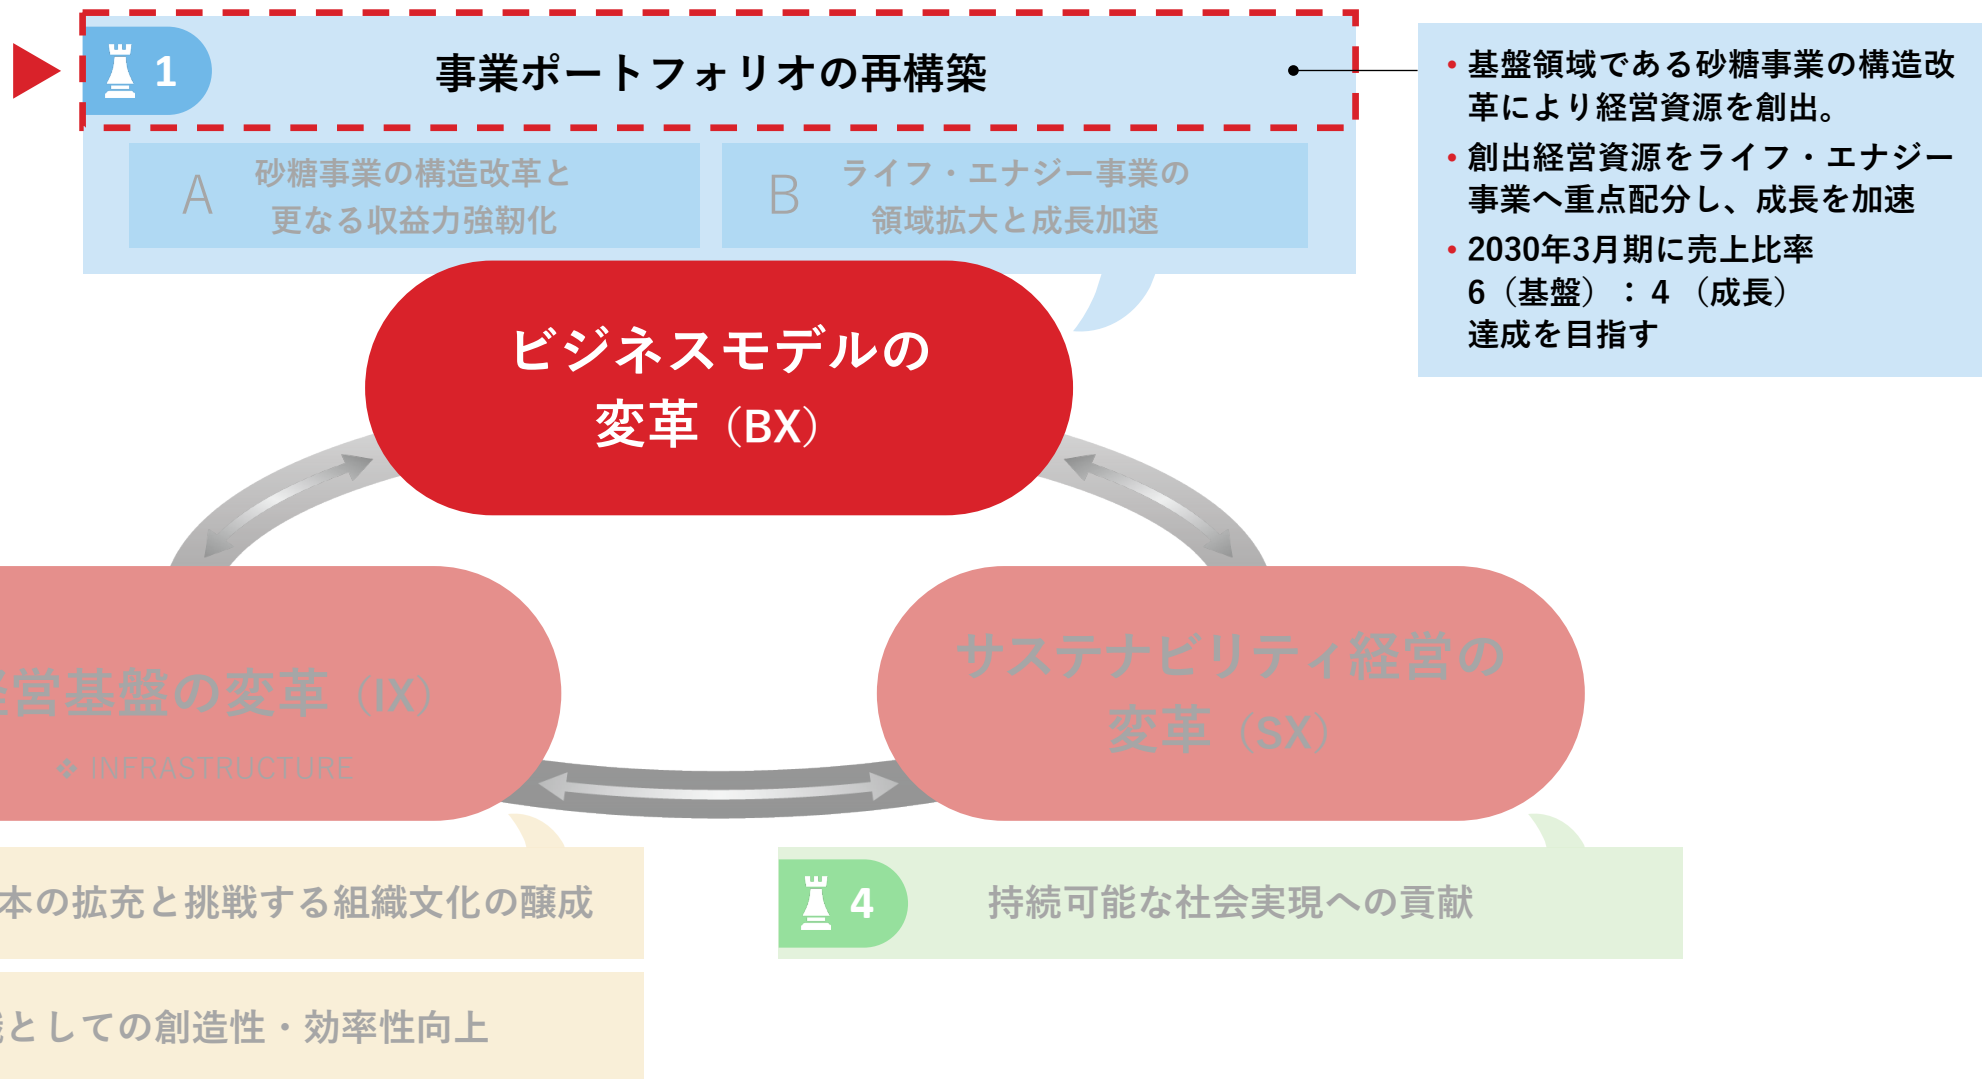 1
事業ポートフォリオの再構築
A
砂糖事業の構造改革と
更なる収益力強靭化
B
ライフ・エナジー事業の
領域拡大と成長加速
・基盤領域である砂糖事業の構造改
革により経営資源を創出。
・創出経営資源をライフ・エナジー
事業へ重点配分し、成長を加速
・2030年3月期に売上比率
6（基盤）：4（成長）
達成を目指す
ビジネスモデルの
変革（BX）
営基盤の変革（IX）
❖ INFRASTRUCTURE
サステナビリティ経営の
変革（SX）
本の拡充と挑戦する組織文化の醸成
としての創造性・効率性向上
4
持続可能な社会実現への貢献